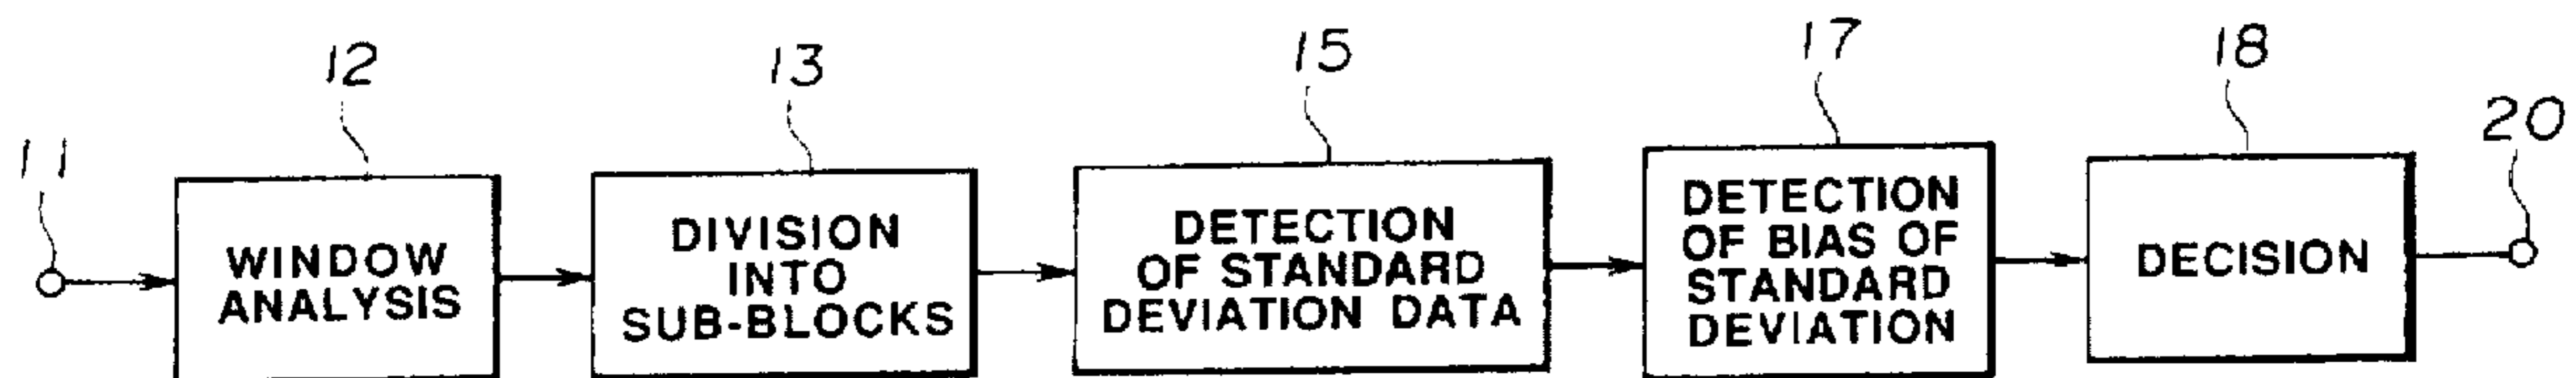 11
12
WINDOW
ANALYSIS
13
DIVISION
INTO
SUB-BLOCKS
15
DETECTION
OF STANDARD
DEVIATION DATA
17
DETECTION
OF BIAS OF
STANDARD
DEVIATION
18
DECISION
20